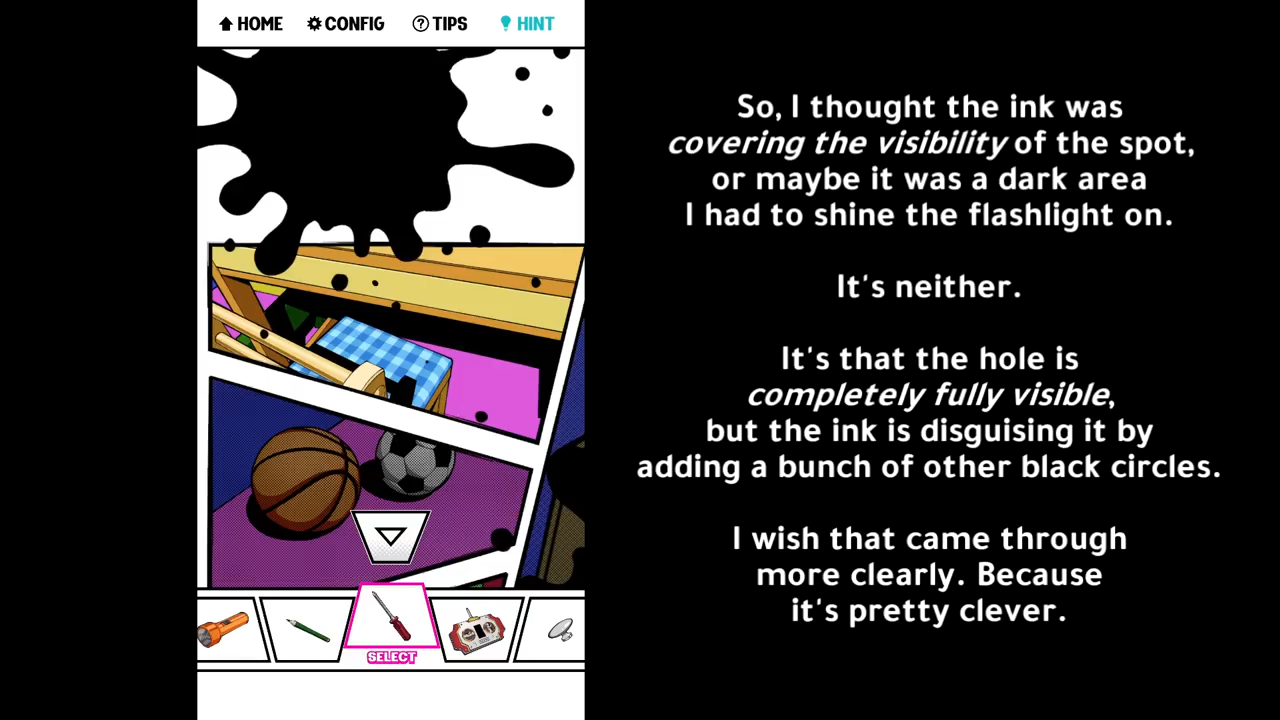 HOME CONFIG TIPS HINT
So, I thought the ink was
covering the visibility of the spot,
or maybe it was a dark area
I had to shine the flashlight on.
It's neither.
It's that the hole is
completely fully visible,
but the ink is disguising it by
adding a bunch of other black circles.
I wish that came through
more clearly. Because
it's pretty clever.
SELECT